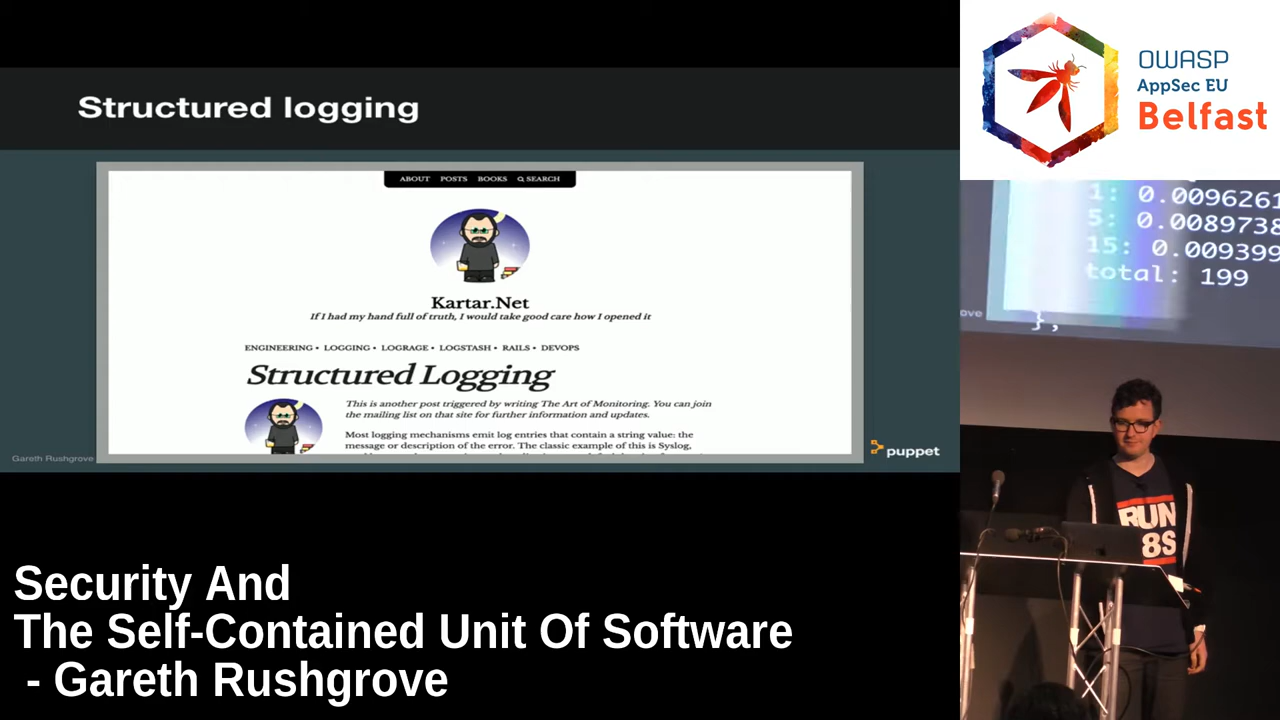 Structured logging
ABOUT POSTS BOOKS SEARCH
Kartar.Net
If I had my hand full of truth, I would take good care how I opened it
ENGINEERING • LOGGING • LOGRAGE • LOGSTASH • RAILS • DEVOPS
Structured Logging
This is another post triggered by writing The Art of Monitoring. You can join
the mailing list on that site for further information and updates.
Most logging mechanisms emit log entries that contain a string value: the
message or description of the error. The classic example of this is Syslog,
Gareth Rushgrove
puppet
OWASP
AppSec EU
Belfast
1: 0.0096261
5: 0.0089738
15: 0.009399
total: 199
},
RUN
8S
Security And
The Self-Contained Unit Of Software
- Gareth Rushgrove